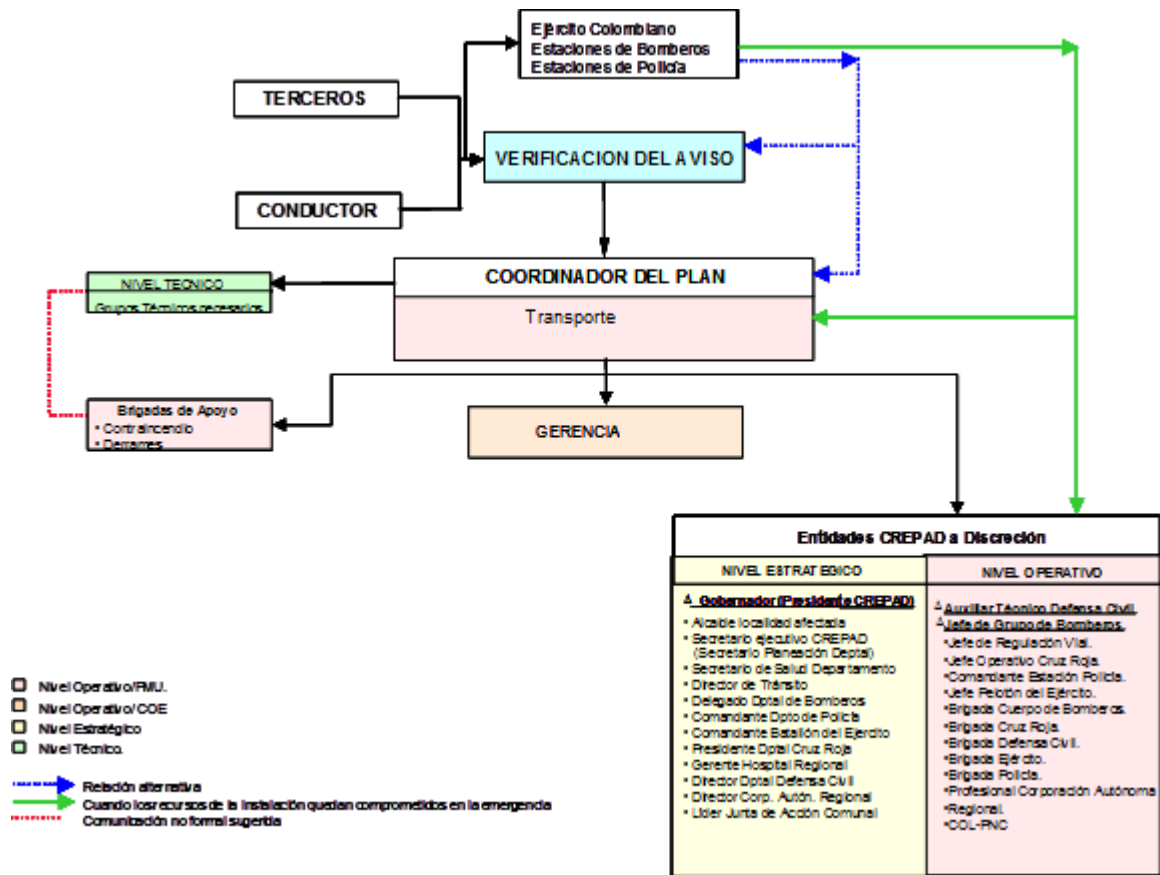 Ejército Colombiano
Estaciones de Bomberos
Estaciones de Policía
TERCEROS
VERIFICACION DEL AVISO
CONDUCTOR
COORDINADOR DEL PLAN
Transporte
NIVEL TECNICO
Grupos Técnicos necesarios
Brigadas de Apoyo
• Contraincendio
• Derrames
GERENCIA
Entidades CREPAD a Discreción
NIVEL ESTRATEGICO
Δ Gobernador (Presidente CREPAD)
• Alcalde localidad afectada
• Secretario ejecutivo CREPAD
(Secretario Planeación Deptal)
• Secretario de Salud Departamento
• Director de Tránsito
• Delegado Dptal de Bomberos
• Comandante Dpto de Policía
• Comandante Batallón del Ejercito
• Presidente Dptal Cruz Roja
• Gerente Hospital Regional
• Director Dptal Defensa Civil
• Director Corp. Autón. Regional
• Líder Junta de Acción Comunal
NIVEL OPERATIVO
Δ Auxiliar Técnico Defensa Civil.
Δ Jefe de Grupo de Bomberos.
•Jefe de Regulación Vial.
•Jefe Operativo Cruz Roja.
•Comandante Estación Policía.
•Jefe Pelotón del Ejército.
•Brigada Cuerpo de Bomberos.
•Brigada Cruz Roja.
•Brigada Defensa Civil.
•Brigada Ejército.
•Brigada Policía.
•Profesional Corporación Autónoma
•Regional.
•COL-PNC
Nivel Operativo/PMU.
Nivel Operativo/COE
Nivel Estratégico
Nivel Técnico.
Relación alternativa
Cuando los recursos de la Instalación quedan comprometidos en la emergencia
Comunicación no formal sugerida